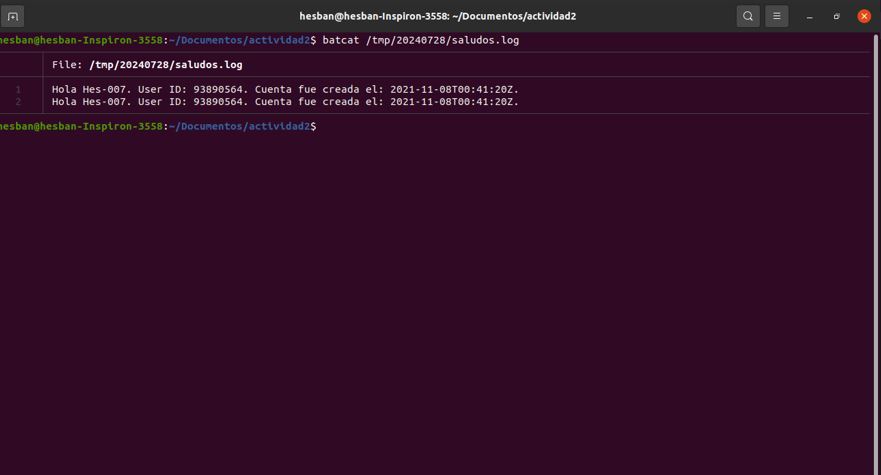 hesban@hesban-Inspiron-3558: ~/Documentos/actividad2
hesban@hesban-Inspiron-3558:~/Documentos/actividad2$ batcat /tmp/20240728/saludos.log
File: /tmp/20240728/saludos.log
1 Hola Hes-007. User ID: 93890564. Cuenta fue creada el: 2021-11-08T00:41:20Z.
2 Hola Hes-007. User ID: 93890564. Cuenta fue creada el: 2021-11-08T00:41:20Z.
hesban@hesban-Inspiron-3558:~/Documentos/actividad2$